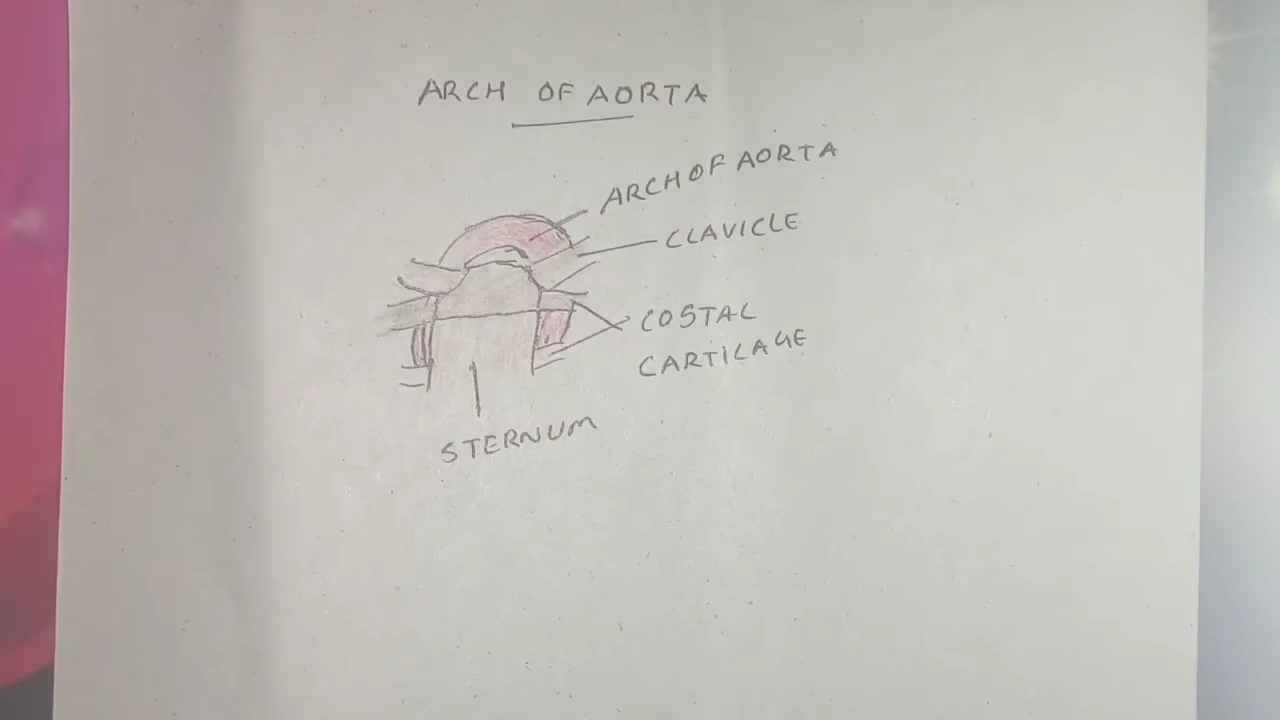 ARCH OF AORTA
ARCH OF AORTA
CLAVICLE
COSTAL
CARTILAGE
STERNUM